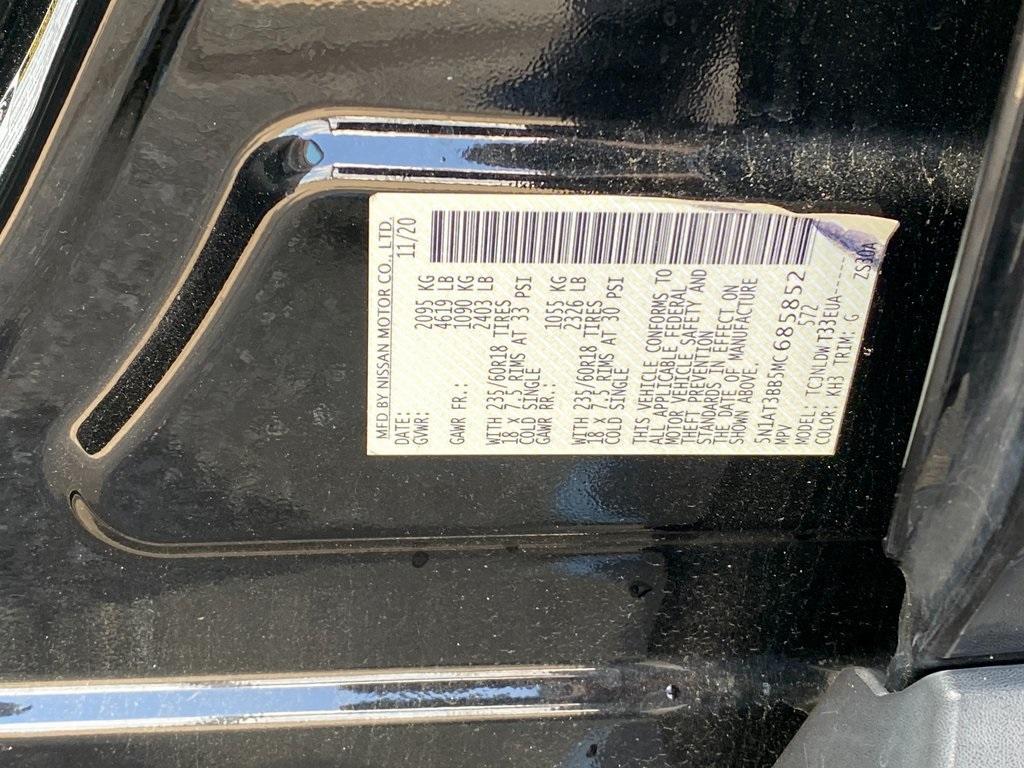 MFD BY NISSAN MOTOR CO., LTD.
DATE: 11/20
GVWR: 2095 KG
4619 LB
GAWR FR.: 1090 KG
2403 LB
WITH 235/60R18 TIRES
18 X 7.5 RIMS AT 33 PSI
COLD SINGLE
GAWR RR.: 1055 KG
2326 LB
WITH 235/60R18 TIRES
18 X 7.5 RIMS AT 30 PSI
COLD SINGLE
THIS VEHICLE CONFORMS TO
ALL APPLICABLE FEDERAL
MOTOR VEHICLE SAFETY AND
THEFT PREVENTION
STANDARDS IN EFFECT ON
THE DATE OF MANUFACTURE
SHOWN ABOVE.
5N1AT3BB5MC685852
MPV 572
MODEL: TCJNLDWT33EUA-----
COLOR: KH3 TRIM: G ZS30A